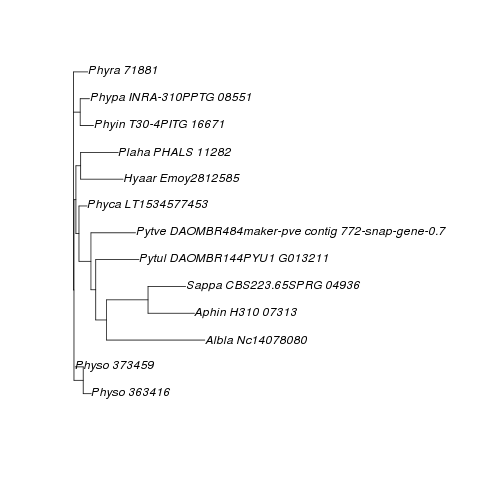 Phyra 71881
Phypa INRA-310PPTG 08551
Phyin T30-4PITG 16671
Plaha PHALS 11282
Hyaar Emoy2812585
Phyca LT1534577453
Pytve DAOMBR484maker-pve contig 772-snap-gene-0.7
Pytul DAOMBR144PYU1 G013211
Sappa CBS223.65SPRG 04936
Aphin H310 07313
Albla Nc14078080
Physo 373459
Physo 363416